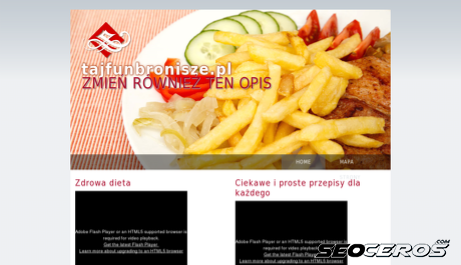 tajfunbronisze.pl
ZMIEŃ RÓWNIEŻ TEN OPIS
HOME MAPA
Zdrowa dieta
Ciekawe i proste przepisy dla
każdego
Adobe Flash Player or an HTML5 supported browser is
required for video playback.
Get the latest Flash Player
Learn more about upgrading to an HTML5 browser
Adobe Flash Player or an HTML5 supported browser is
required for video playback.
Get the latest Flash Player
Learn more about upgrading to an HTML5 browser
SEOCEROS.COM